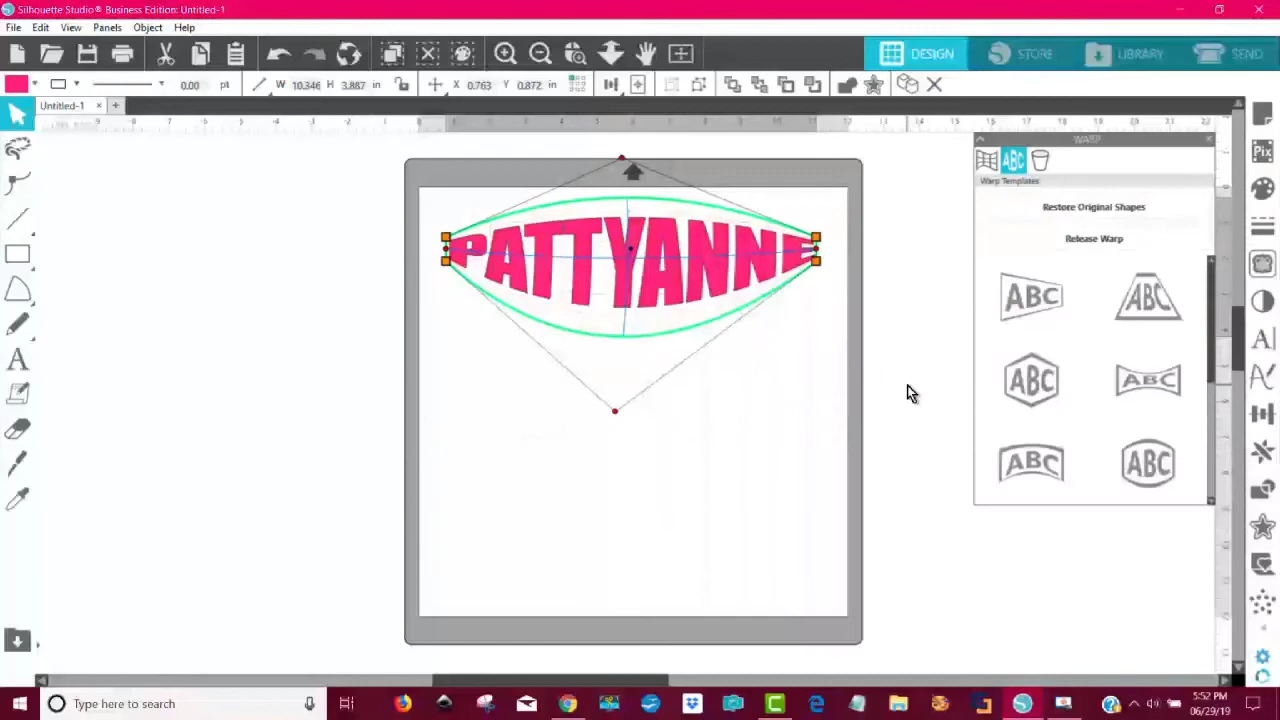 Silhouette Studio® Business Edition: Untitled-1
File Edit View Panels Object Help
DESIGN STORE LIBRARY SEND
0.00 pt W 10.346 H 3.887 in X 0.763 Y 0.872 in
Pix
Untitled-1
WARP
ABC
Warp Templates
Restore Original Shapes
Release Warp
ABC ABC
ABC ABC
ABC ABC
PATTYANNE
Type here to search
5:52 PM
06/29/19